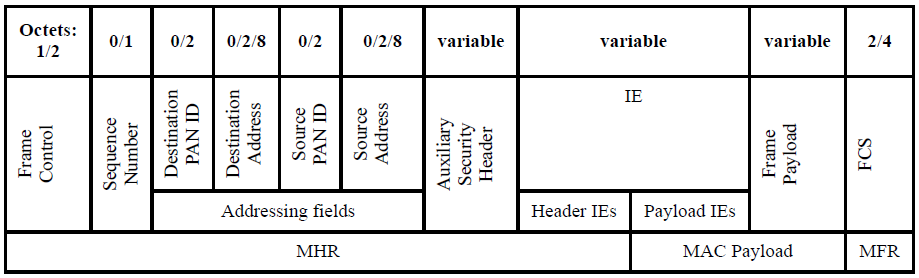 Octets:
1/2
0/1
0/2
0/2/8
0/2
0/2/8
variable
variable
variable
2/4
Frame
Control
Sequence
Number
Destination
PAN ID
Destination
Address
Source
PAN ID
Source
Address
Auxiliary
Security
Header
IE
Frame
Payload
FCS
Addressing fields
Header IEs
Payload IEs
MHR
MAC Payload
MFR